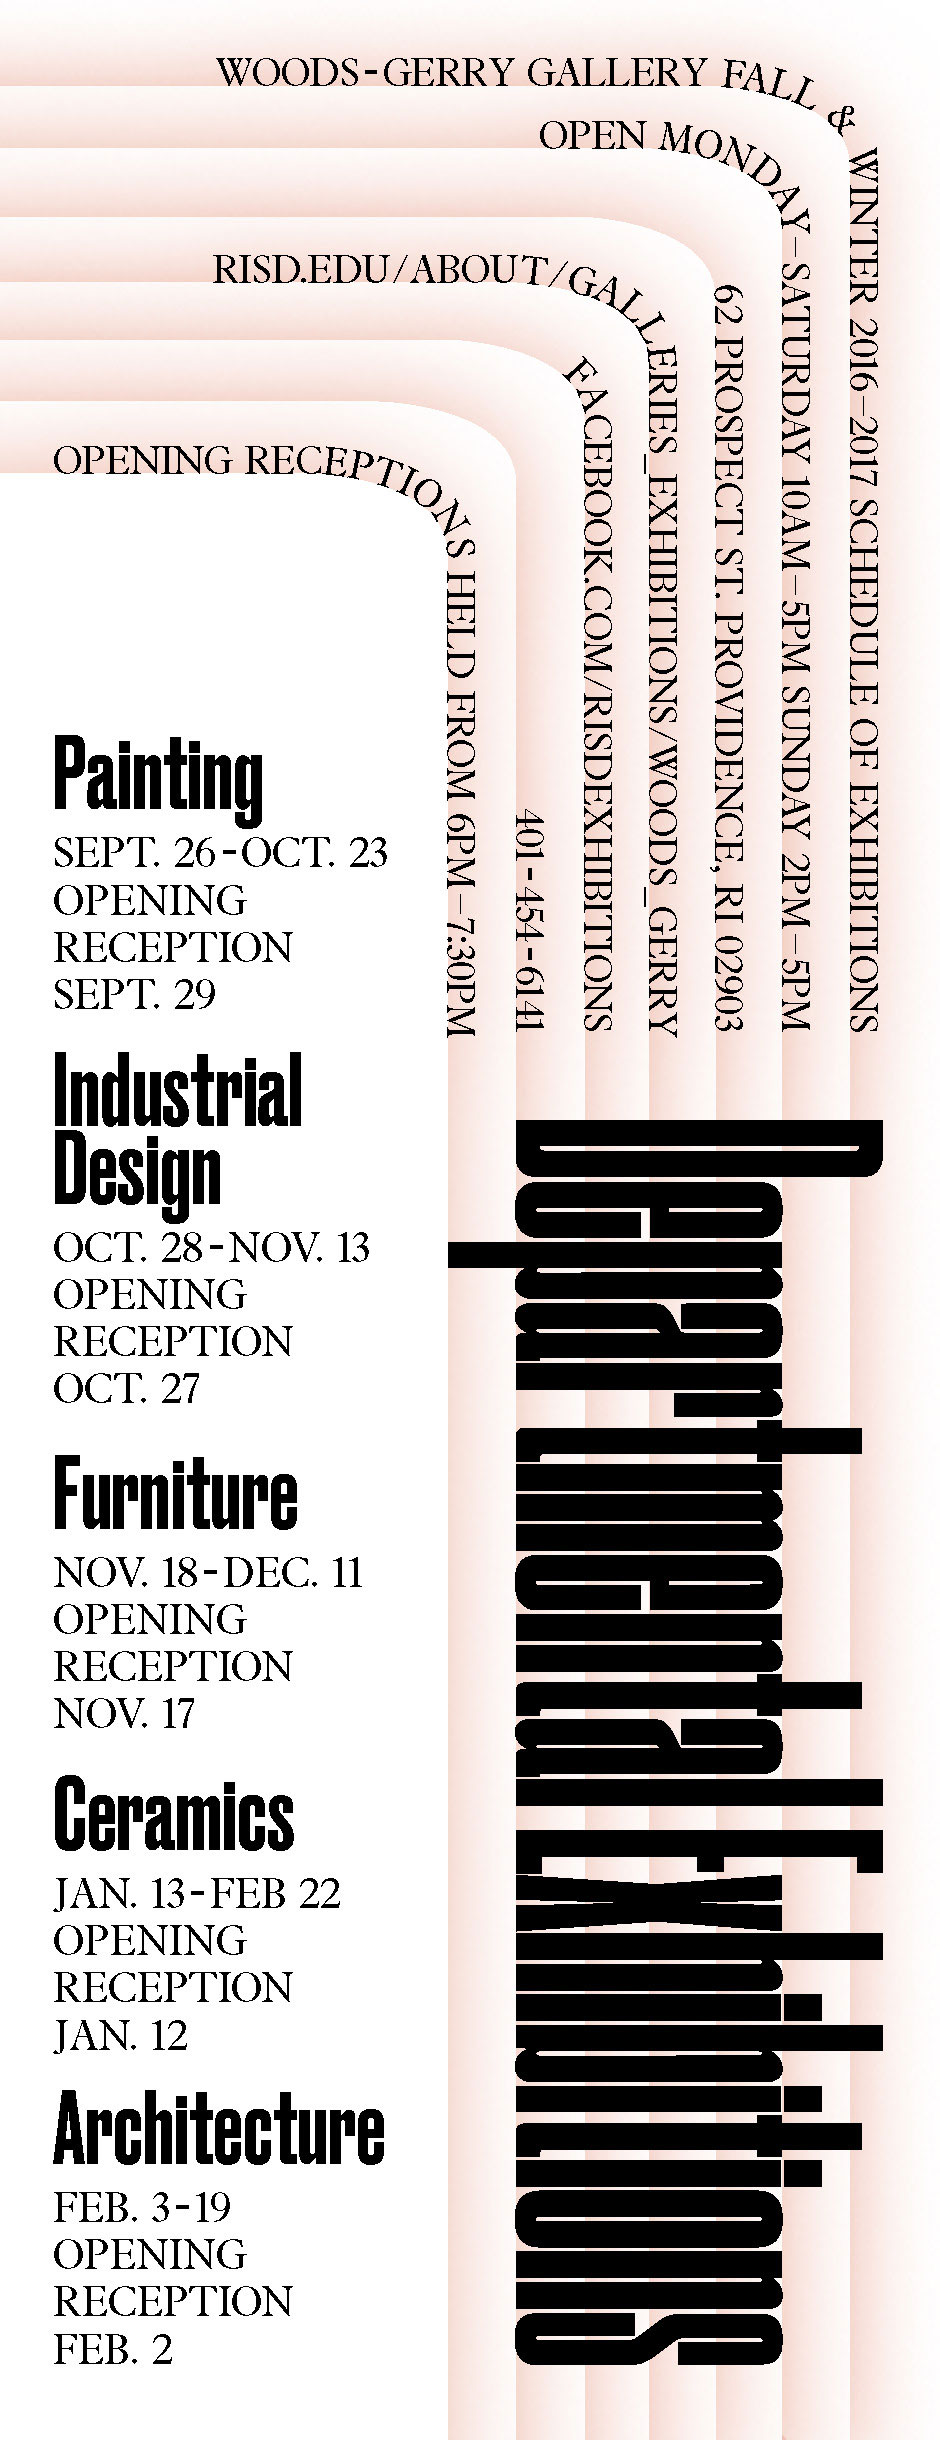 WOODS-GERRY GALLERY FALL & WINTER 2016–2017 SCHEDULE OF EXHIBITIONS
OPEN MONDAY–SATURDAY 10AM–5PM SUNDAY 2PM–5PM
62 PROSPECT ST. PROVIDENCE, RI 02903
RISD.EDU/ABOUT/GALLERIES_EXHIBITIONS/WOODS_GERRY
FACEBOOK.COM/RISDEXHIBITIONS
401-454-6141
OPENING RECEPTIONS HELD FROM 6PM–7:30PM
Departmental Exhibitions
Painting
SEPT. 26-OCT. 23
OPENING
RECEPTION
SEPT. 29
Industrial
Design
OCT. 28-NOV. 13
OPENING
RECEPTION
OCT. 27
Furniture
NOV. 18-DEC. 11
OPENING
RECEPTION
NOV. 17
Ceramics
JAN. 13-FEB 22
OPENING
RECEPTION
JAN. 12
Architecture
FEB. 3-19
OPENING
RECEPTION
FEB. 2